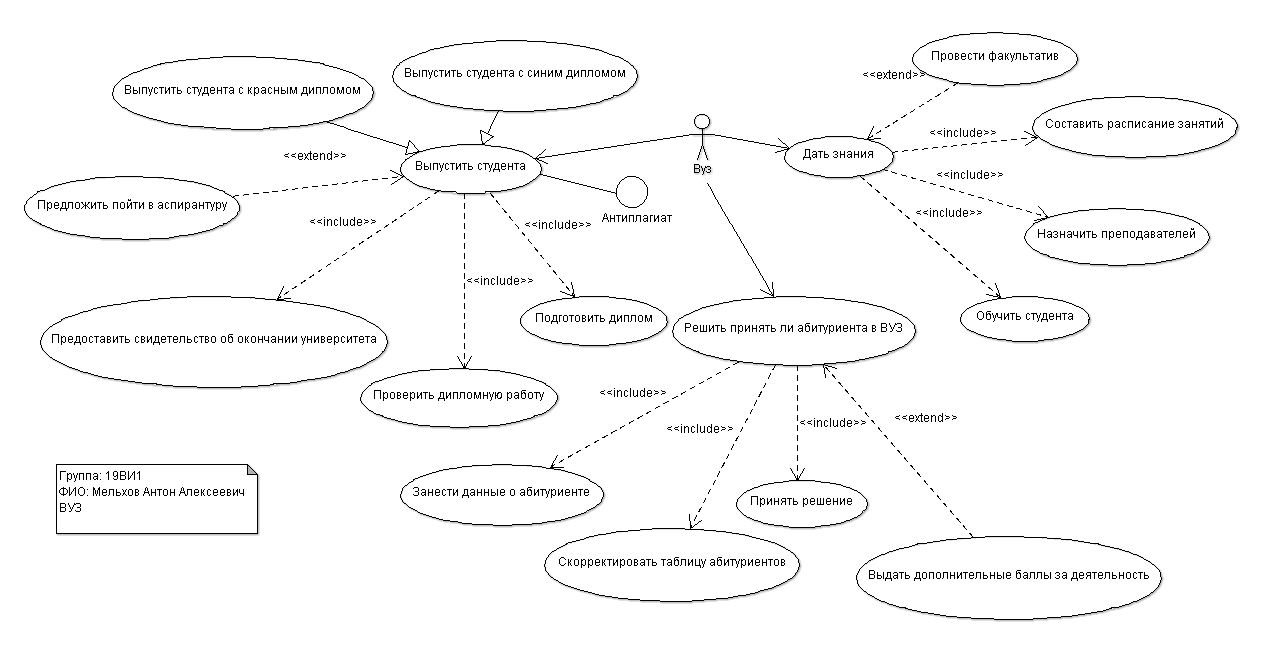 Провести факультатив
Выпустить студента с синим дипломом
<<extend>>
Выпустить студента с красным дипломом
Составить расписание занятий
<<include>>
<<extend>>
Дать знания
Выпустить студента
Вуз
<<include>>
Предложить пойти в аспирантуру
<<include>>
Антиплагиат
<<include>>
<<include>>
Назначить преподавателей
<<include>>
Подготовить диплом
Обучить студента
Решить принять ли абитуриента в ВУЗ
Предоставить свидетельство об окончании университета
Проверить дипломную работу
<<include>>
<<include>>
<<include>>
<<extend>>
Группа: 19ВИ1
ФИО: Мельхов Антон Алексеевич
ВУЗ
Занести данные о абитуриенте
Принять решение
Скорректировать таблицу абитуриентов
Выдать дополнительные баллы за деятельность